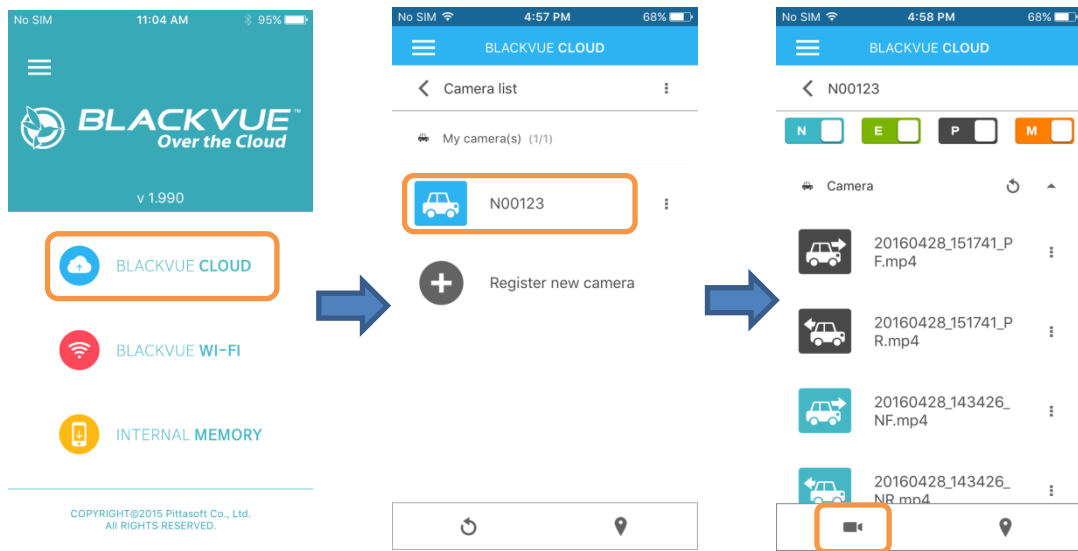 No SIM 11:04 AM 95%
BLACKVUE™
Over the Cloud
v 1.990
BLACKVUE CLOUD
BLACKVUE WI-FI
INTERNAL MEMORY
COPYRIGHT©2015 Pittasoft Co., Ltd.
All RIGHTS RESERVED.
No SIM 4:57 PM 68%
BLACKVUE CLOUD
Camera list
My camera(s) (1/1)
N00123
Register new camera
No SIM 4:58 PM 68%
BLACKVUE CLOUD
N00123
N E P M
Camera
20160428_151741_P
F.mp4
20160428_151741_P
R.mp4
20160428_143426_
NF.mp4
20160428_143426_
NR.mp4